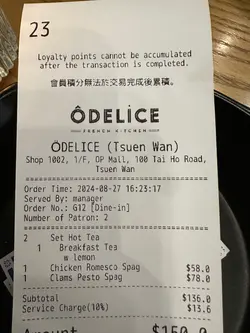 23
Loyalty points cannot be accumulated
after the transaction is completed.
會員積分無法於交易完成後累積。
ÔDELICE
FRENCH KITCHEN
ÔDELICE (Tsuen Wan)
Shop 1002, 1/F, OP Mall, 100 Tai Ho Road,
Tsuen Wan
Order Time: 2024-08-27 16:23:17
Served By: manager
Order No.: G12 [Dine-in]
Number of Patron: 2
2 Set Hot Tea
1 Breakfast Tea
w lemon
1 Chicken Romesco Spag $58.0
1 Clams Pesto Spag $78.0
Subtotal $136.0
Service Charge(10%) $13.6
Amount $150.0